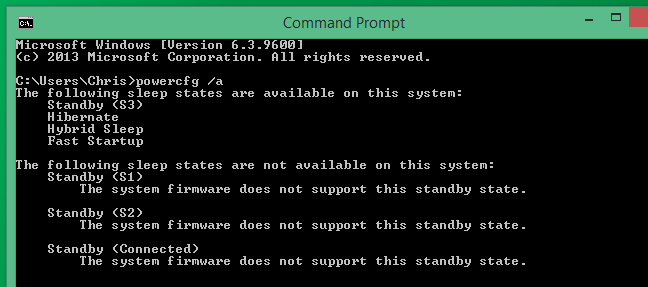 Command Prompt
Microsoft Windows [Version 6.3.9600]
(c) 2013 Microsoft Corporation. All rights reserved.
C:\Users\Chris>powercfg /a
The following sleep states are available on this system:
Standby (S3)
Hibernate
Hybrid Sleep
Fast Startup
The following sleep states are not available on this system:
Standby (S1)
The system firmware does not support this standby state.
Standby (S2)
The system firmware does not support this standby state.
Standby (Connected)
The system firmware does not support this standby state.